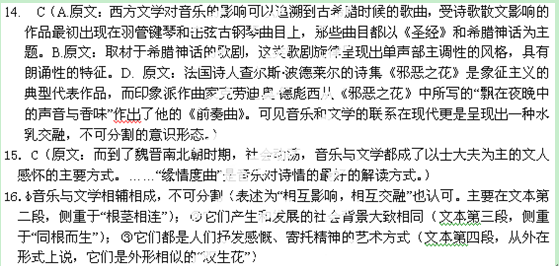 14. C（A.原文：西方文学对音乐的影响可以追溯到古希腊时候的歌曲，受诗歌散文影响的
作品最初出现在羽管键琴和击弦古钢琴曲目上，那些曲目都以《圣经》和希腊神话为主
题。B.原文：取材于希腊神话的歌剧，这类歌剧旋律呈现出单声部主调性的风格，具有
朗诵性的特征。D. 原文：法国诗人查尔斯·波德莱尔的诗集《邪恶之花》是象征主义的
典型代表作品，而印象派作曲家克劳迪奥·德彪西从《邪恶之花》中所写的“飘在夜晚中
的声音与香味”作出了他的《前奏曲》。可见音乐和文学的联系在现代更是呈现出一种水
乳交融，不可分割的意识形态。）
15. C（原文：而到了魏晋南北朝时期，社会动荡，音乐与文学都成了以士大夫为主的文人
感怀的主要方式。……“缘情度曲”是音乐对诗情的最好的解读方式。）
16.音乐与文学相辅相成，不可分割（表述为“相互影响，相互交融”也认可。主要在文本第
二段，侧重于“根茎相连”）；②它们产生和发展的社会背景大致相同（文本第三段，侧重
于“同根而生”）；③它们都是人们抒发感慨、寄托精神的艺术方式（文本第四段，从外在
形式上说，它们是外形相似的“双生花”）